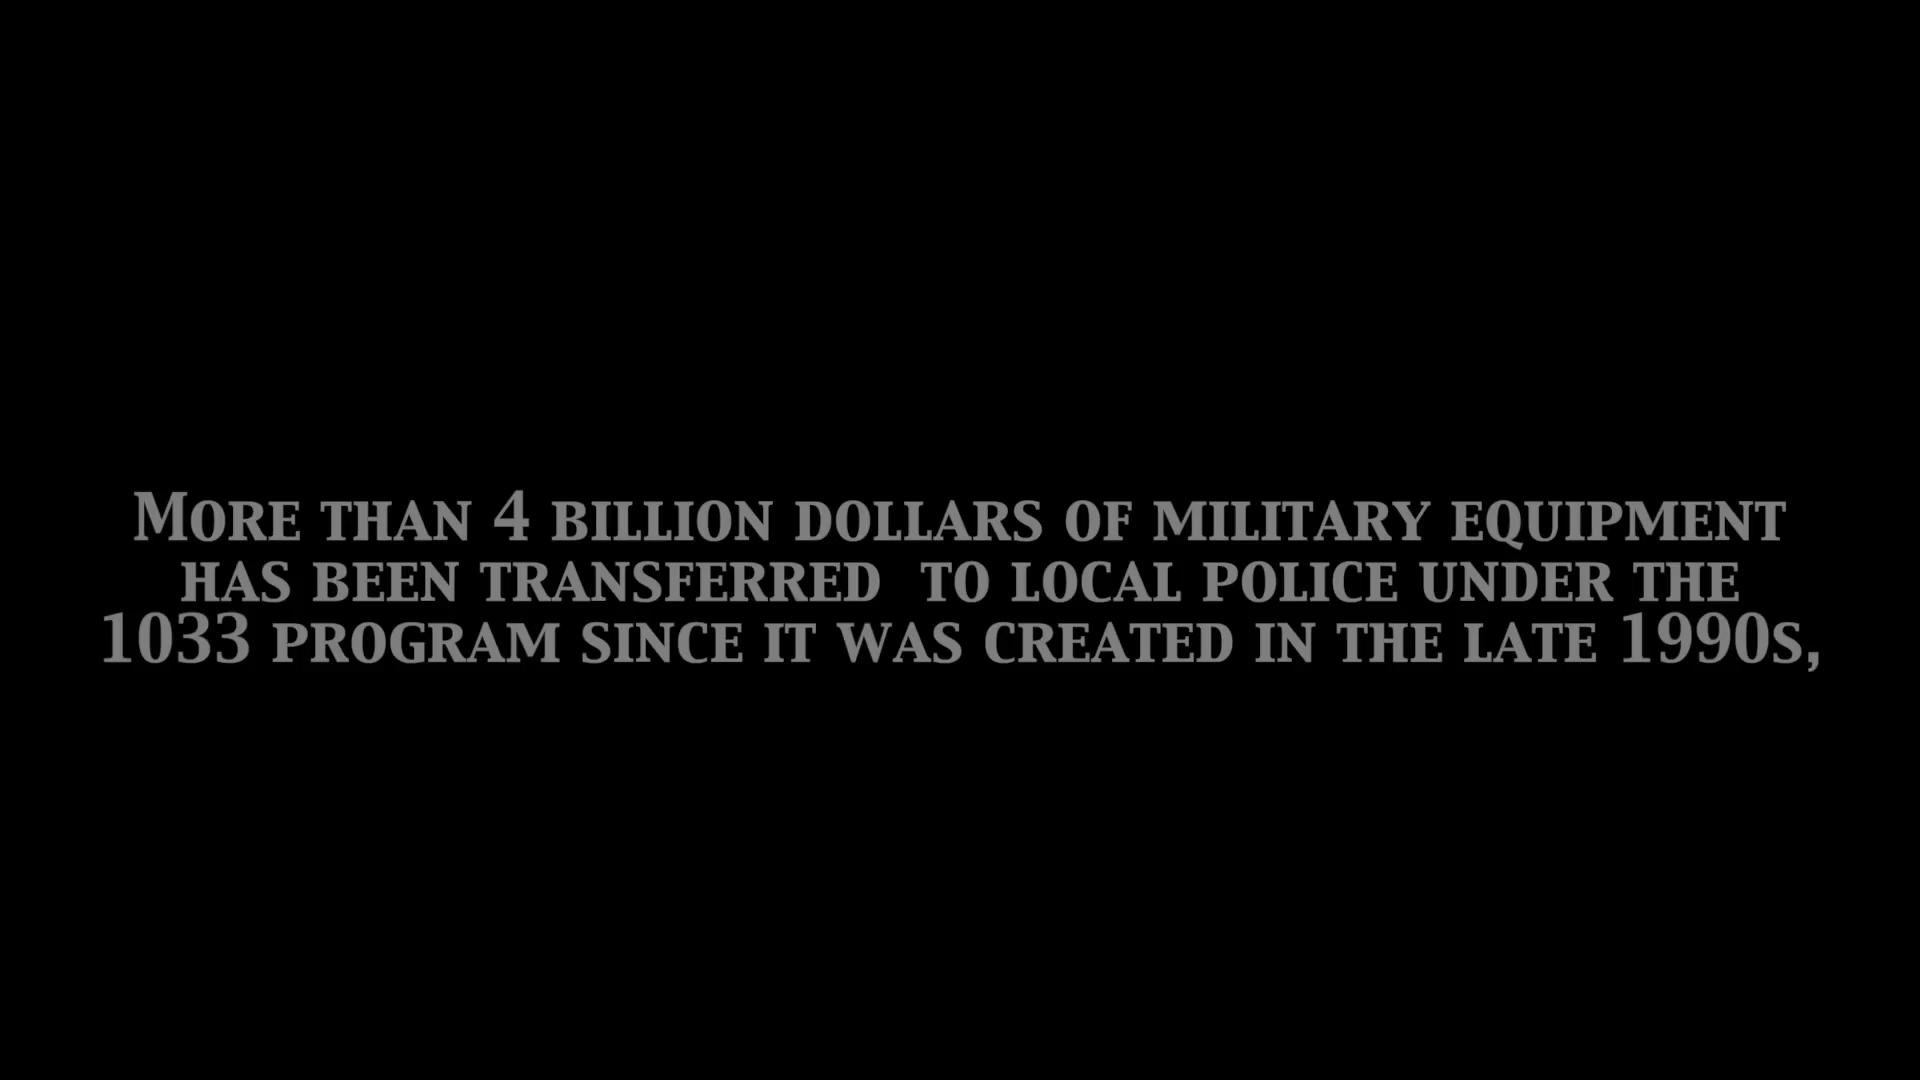 More than 4 billion dollars of military equipment
has been transferred  to local police under the
1033 program since it was created in the late 1990s,